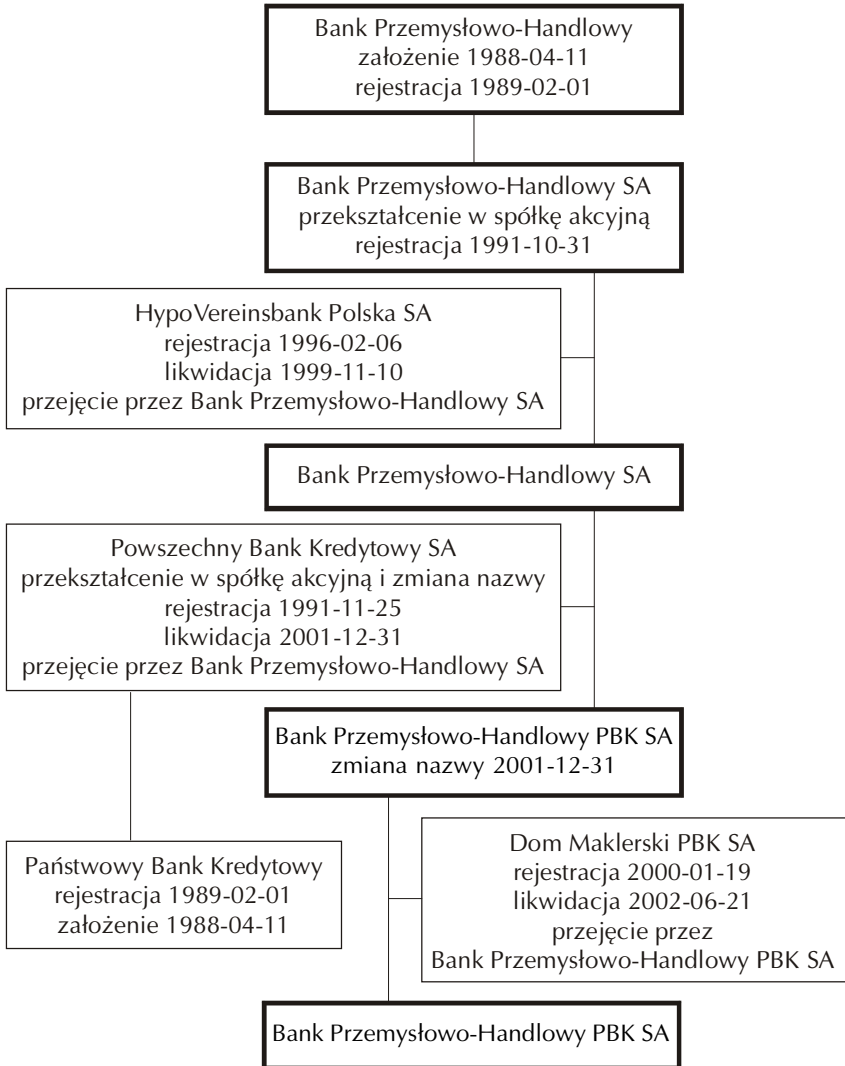 Bank Przemysłowo-Handlowy
założenie 1988-04-11
rejestracja 1989-02-01
Bank Przemysłowo-Handlowy SA
przekształcenie w spółkę akcyjną
rejestracja 1991-10-31
HypoVereinsbank Polska SA
rejestracja 1996-02-06
likwidacja 1999-11-10
przejęcie przez Bank Przemysłowo-Handlowy SA
Bank Przemysłowo-Handlowy SA
Powszechny Bank Kredytowy SA
przekształcenie w spółkę akcyjną i zmiana nazwy
rejestracja 1991-11-25
likwidacja 2001-12-31
przejęcie przez Bank Przemysłowo-Handlowy SA
Bank Przemysłowo-Handlowy PBK SA
zmiana nazwy 2001-12-31
Państwowy Bank Kredytowy
rejestracja 1989-02-01
założenie 1988-04-11
Dom Maklerski PBK SA
rejestracja 2000-01-19
likwidacja 2002-06-21
przejęcie przez
Bank Przemysłowo-Handlowy PBK SA
Bank Przemysłowo-Handlowy PBK SA